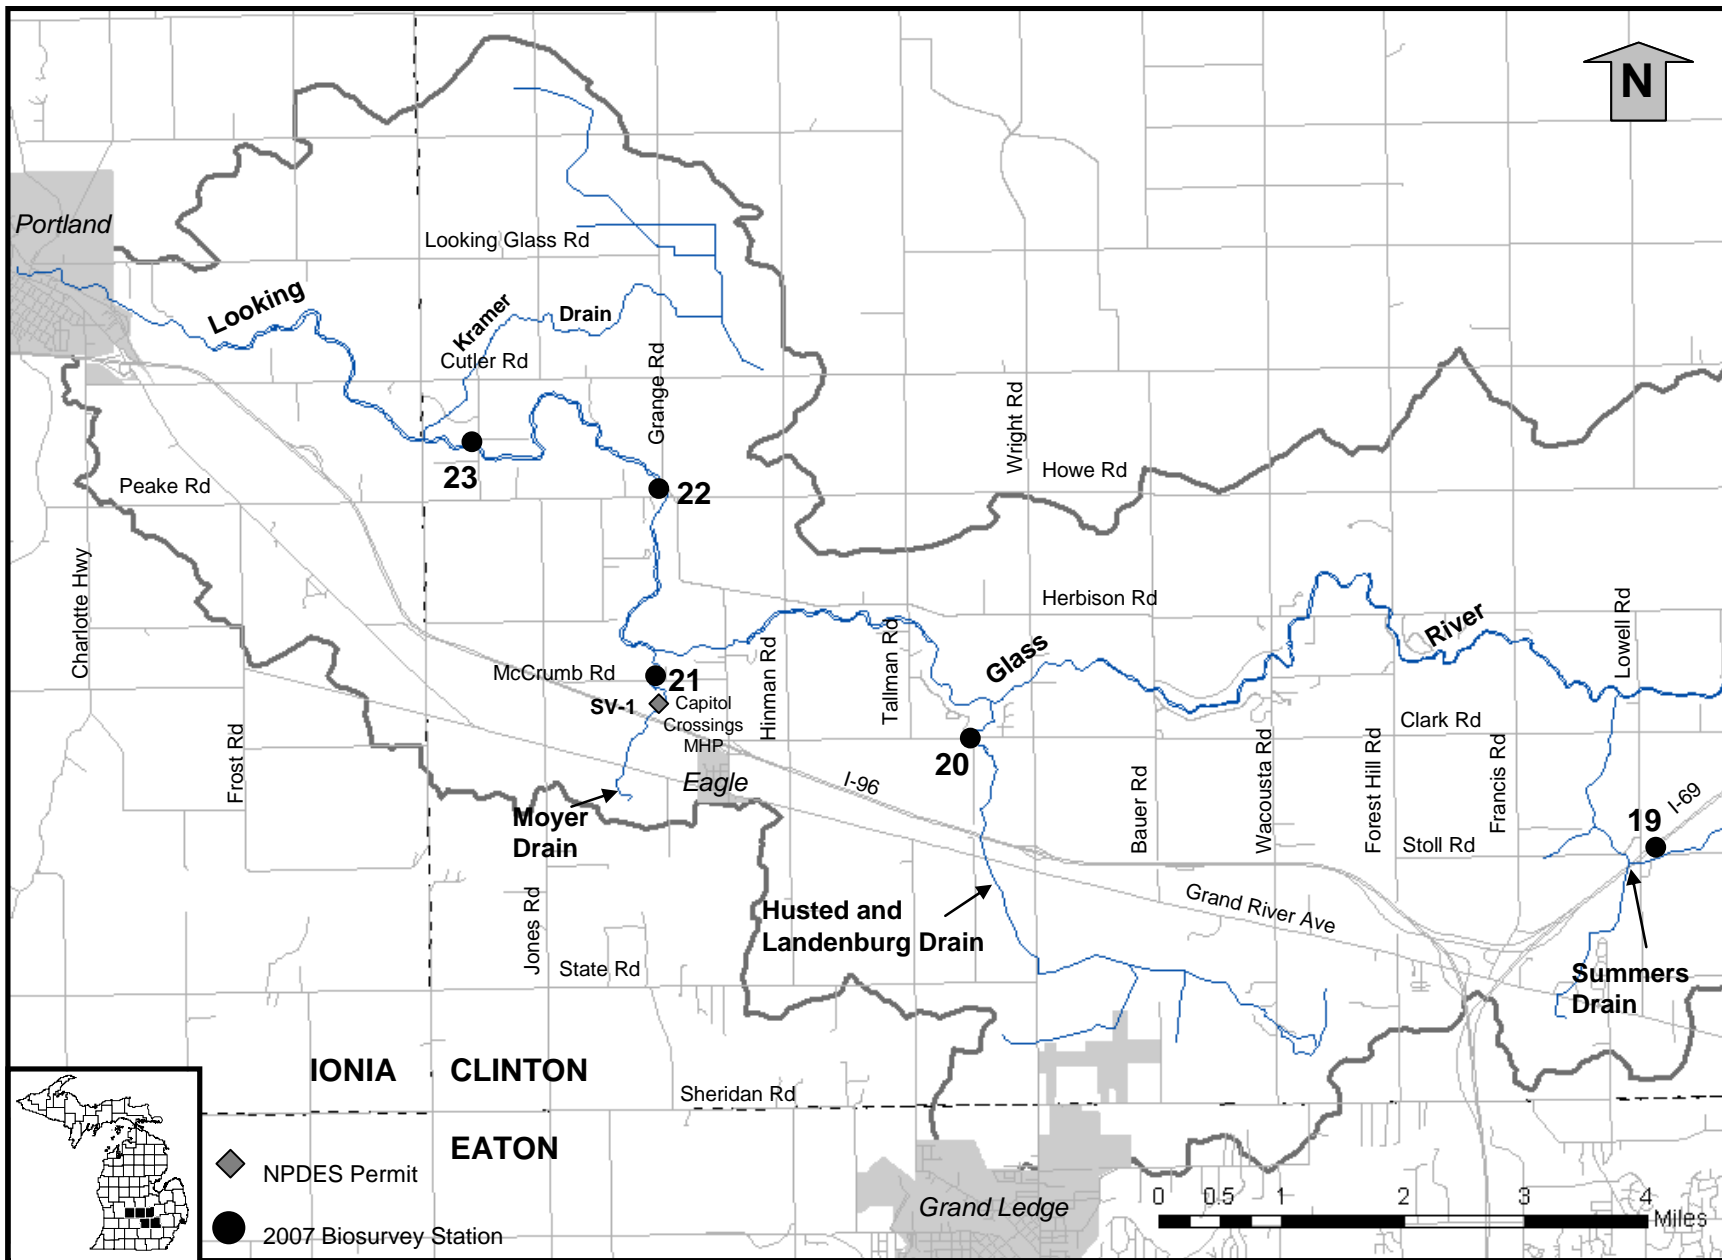 N
Portland
Looking Glass Rd
Looking
Kramer
Drain
Cutler Rd
Grange Rd
Wright Rd
Howe Rd
23
22
Peake Rd
Charlotte Hwy
Herbison Rd
River
Lowell Rd
Glass
Tallman Rd
Hinman Rd
McCrumb Rd
21
SV-1
Capitol
Crossings
MHP
Clark Rd
Frost Rd
20
Eagle
I-96
Bauer Rd
Wacousta Rd
Forest Hill Rd
Francis Rd
I-69
19
Stoll Rd
Moyer
Drain
Grand River Ave
Husted and
Landenburg Drain
Jones Rd
State Rd
Summers
Drain
IONIA
CLINTON
Sheridan Rd
EATON
NPDES Permit
2007 Biosurvey Station
Grand Ledge
0 0.5 1 2 3 4
Miles